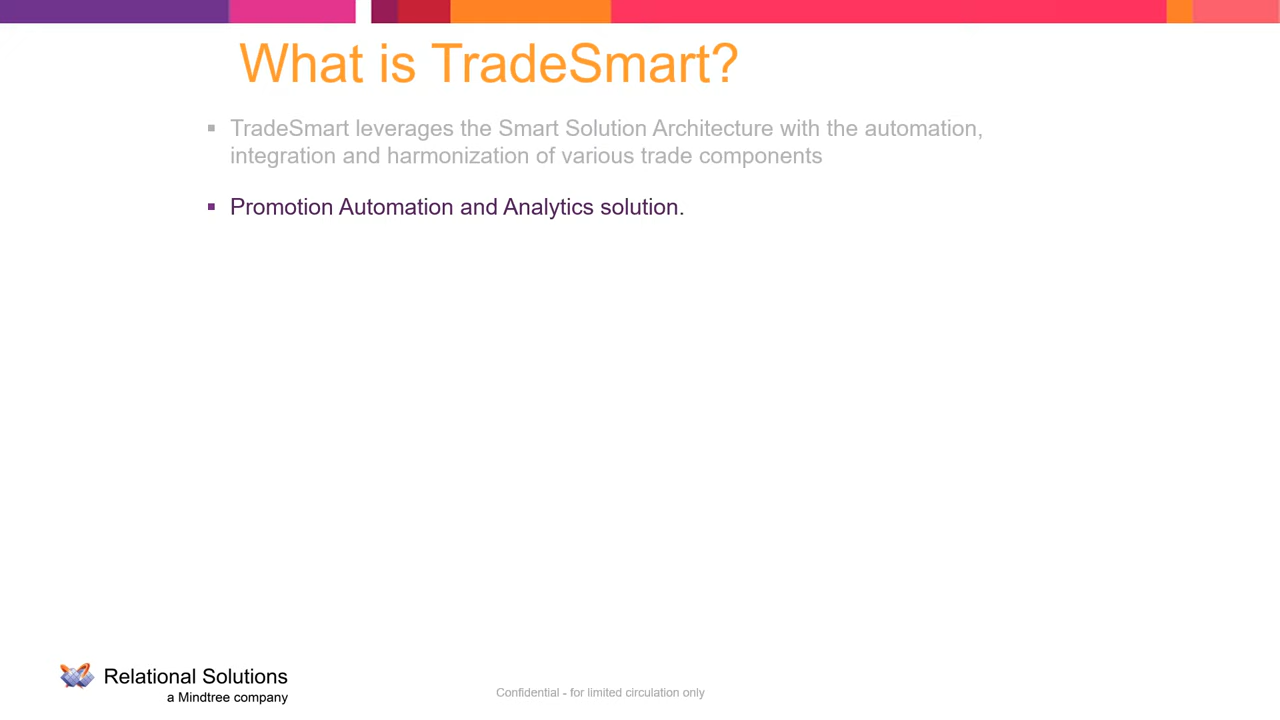 What is TradeSmart?
▪ TradeSmart leverages the Smart Solution Architecture with the automation,
integration and harmonization of various trade components
▪ Promotion Automation and Analytics solution.
Relational Solutions
a Mindtree company
Confidential - for limited circulation only